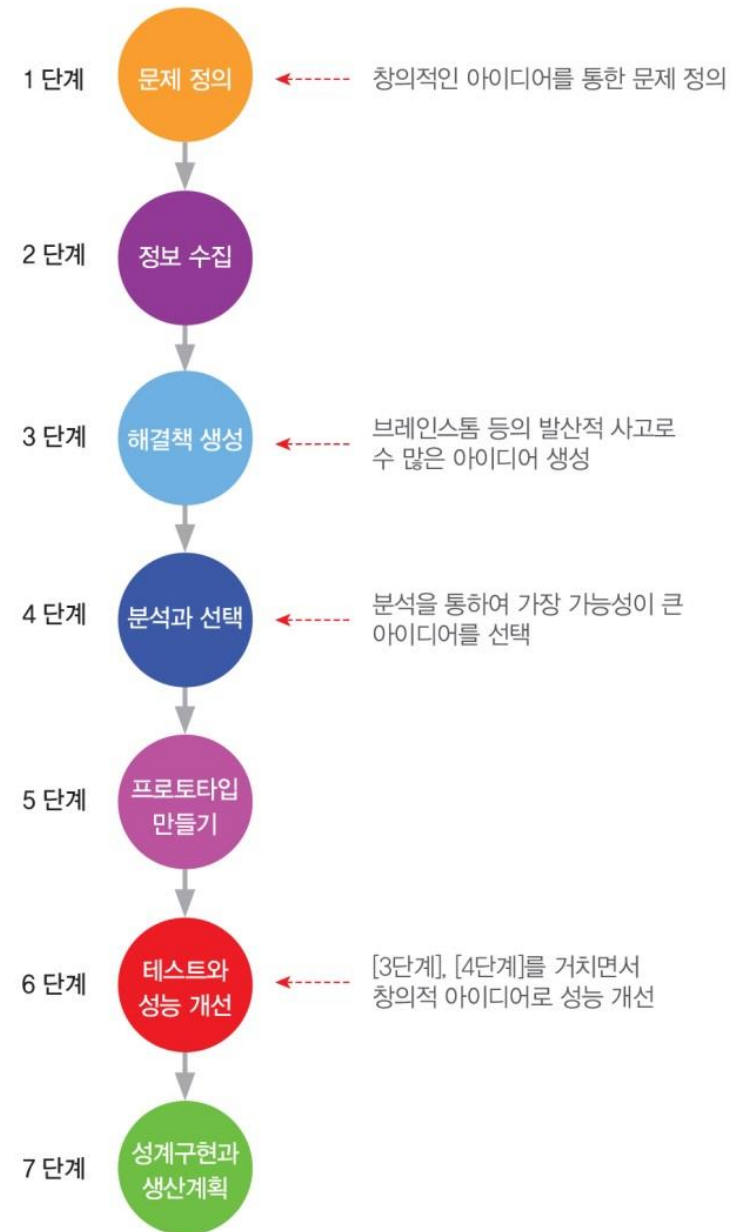 1 단계
문제 정의
창의적인 아이디어를 통한 문제 정의
2 단계
정보 수집
3 단계
해결책 생성
브레인스톰 등의 발산적 사고로
수 많은 아이디어 생성
4 단계
분석과 선택
분석을 통하여 가장 가능성이 큰
아이디어를 선택
5 단계
프로토타입
만들기
6 단계
테스트와
성능 개선
[3단계], [4단계]를 거치면서
창의적 아이디어로 성능 개선
7 단계
성계구현과
생산계획